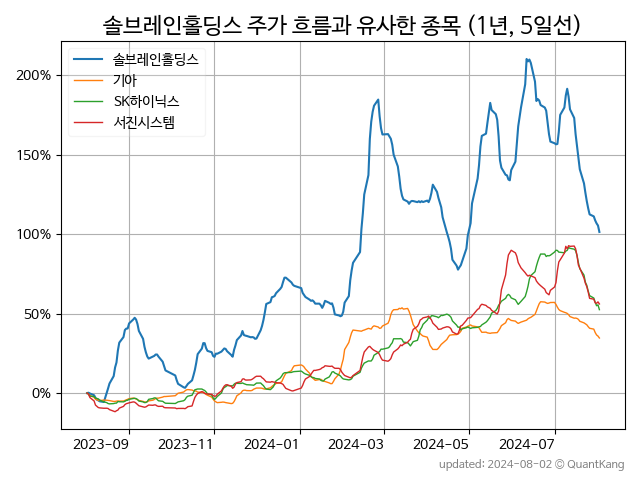 솔브레인홀딩스 주가 흐름과 유사한 종목 (1년, 5일선)
솔브레인홀딩스
기아
SK하이닉스
서진시스템
200%
150%
100%
50%
0%
2023-09 2023-11 2024-01 2024-03 2024-05 2024-07
updated: 2024-08-02 © QuantKang